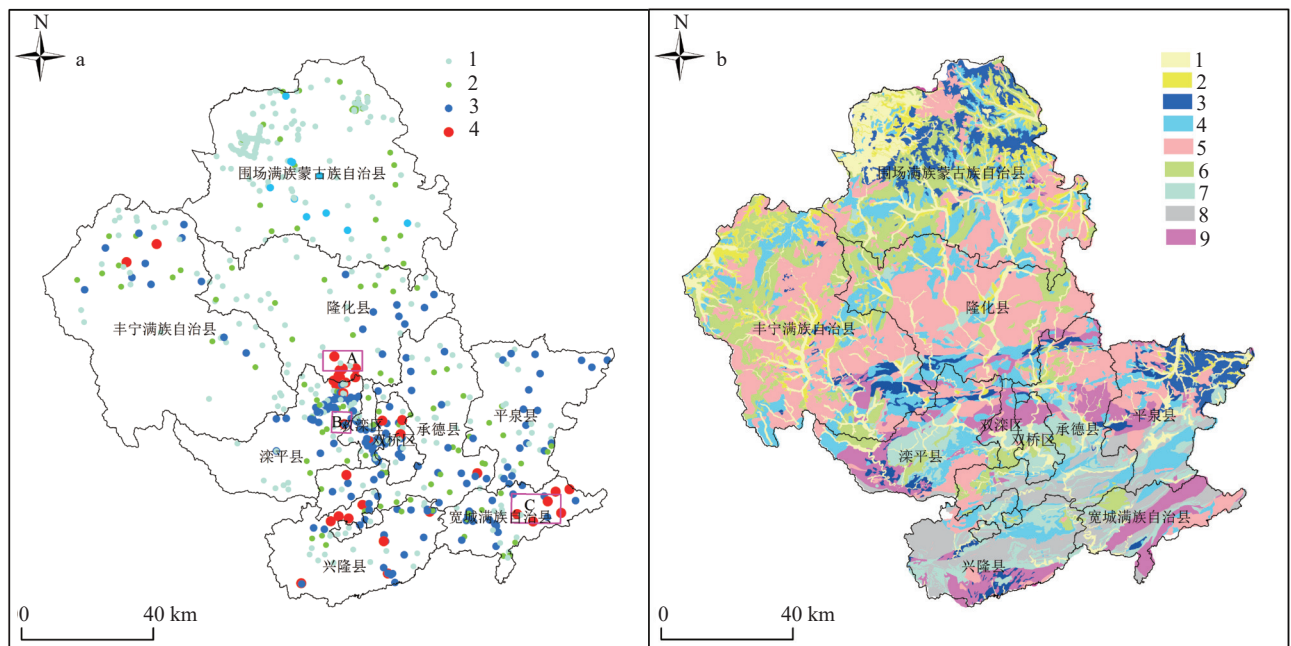 N
a
1
2
3
4
围场满族蒙古族自治县
丰宁满族自治县
隆化县
A
B
双滦区
双桥区
承德县
平泉县
滦平县
C
宽城满族自治县
兴隆县
0 40 km
N
b
1
2
3
4
5
6
7
8
9
围场满族蒙古族自治县
丰宁满族自治县
隆化县
双滦区
双桥区
承德县
平泉县
滦平县
宽城满族自治县
兴隆县
0 40 km